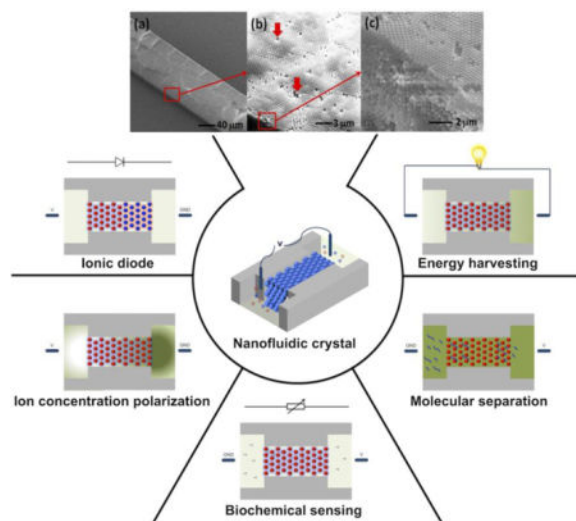 (a)
(b)
(c)
40 μm
3 μm
2 μm
V
GND
Ionic diode
Energy harvesting
V
Nanofluidic crystal
V
GND
Ion concentration polarization
GND
V
Molecular separation
GND
V
Biochemical sensing